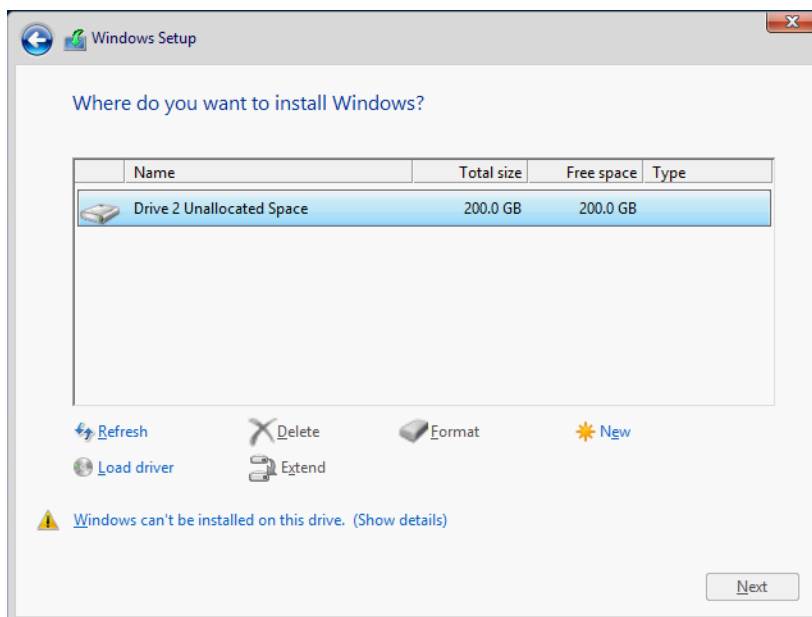 Windows Setup
Where do you want to install Windows?
Name Total size Free space Type
Drive 2 Unallocated Space 200.0 GB 200.0 GB
Refresh Delete Format New
Load driver Extend
Windows can't be installed on this drive. (Show details)
Next